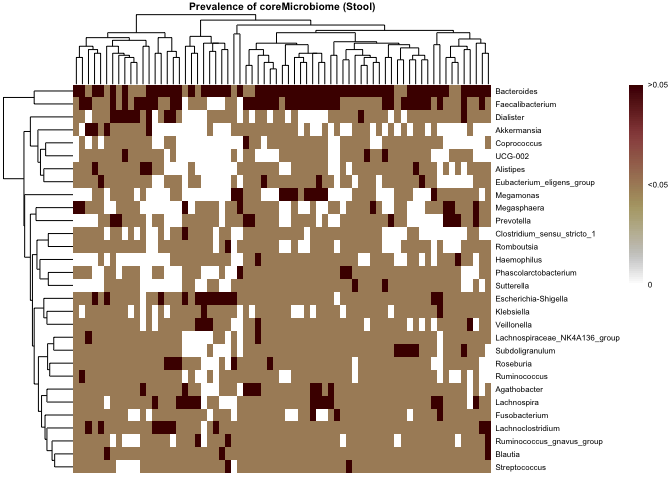 Prevalence of coreMicrobiome (Stool)
Bacteroides
Faecalibacterium
Dialister
Akkermansia
Coprococcus
UCG-002
Alistipes
Eubacterium_eligens_group
Megamonas
Megasphaera
Prevotella
Clostridium_sensu_stricto_1
Romboutsia
Haemophilus
Phascolarctobacterium
Sutterella
Escherichia-Shigella
Klebsiella
Veillonella
Lachnospiraceae_NK4A136_group
Subdoligranulum
Roseburia
Ruminococcus
Agathobacter
Lachnospira
Fusobacterium
Lachnoclostridium
Ruminococcus_gnavus_group
Blautia
Streptococcus
>0.05
<0.05
0